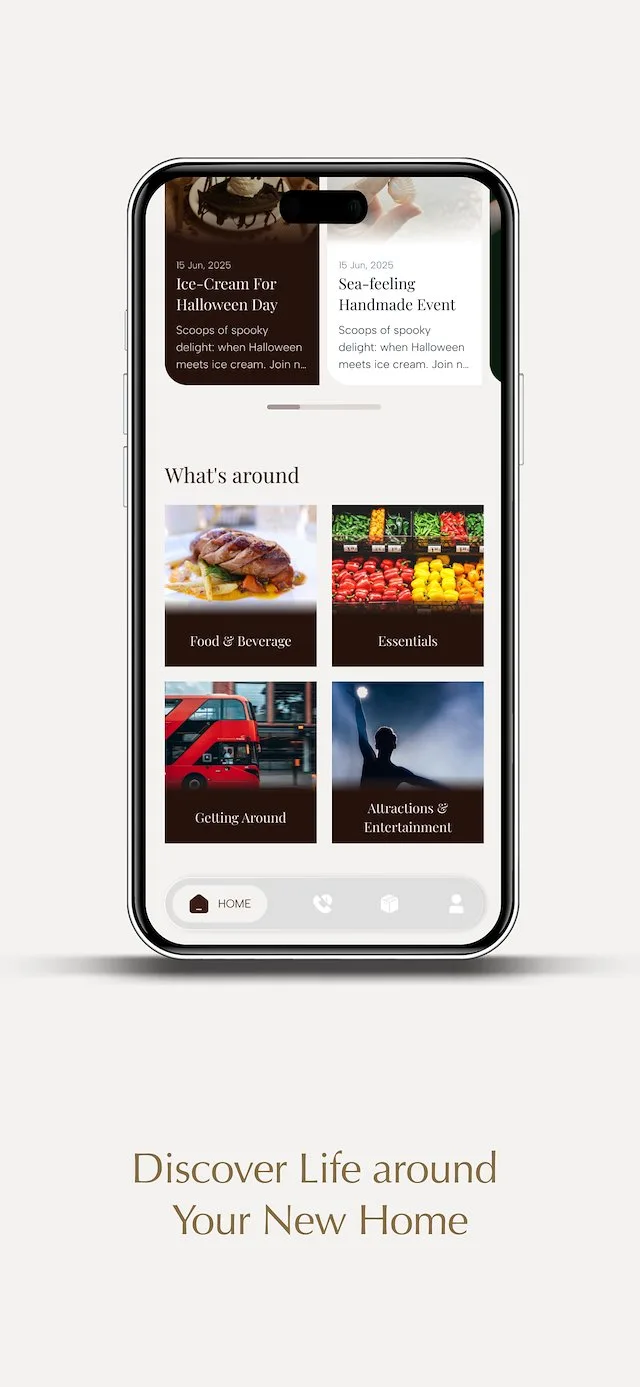 15 Jun, 2025
Ice-Cream For
Halloween Day
Scoops of spooky
delight: when Halloween
meets ice cream. Join n...
15 Jun, 2025
Sea-feeling
Handmade Event
Scoops of spooky
delight: when Halloween
meets ice cream. Join n...
What's around
Food & Beverage
Essentials
Getting Around
Attractions &
Entertainment
HOME
Discover Life around
Your New Home